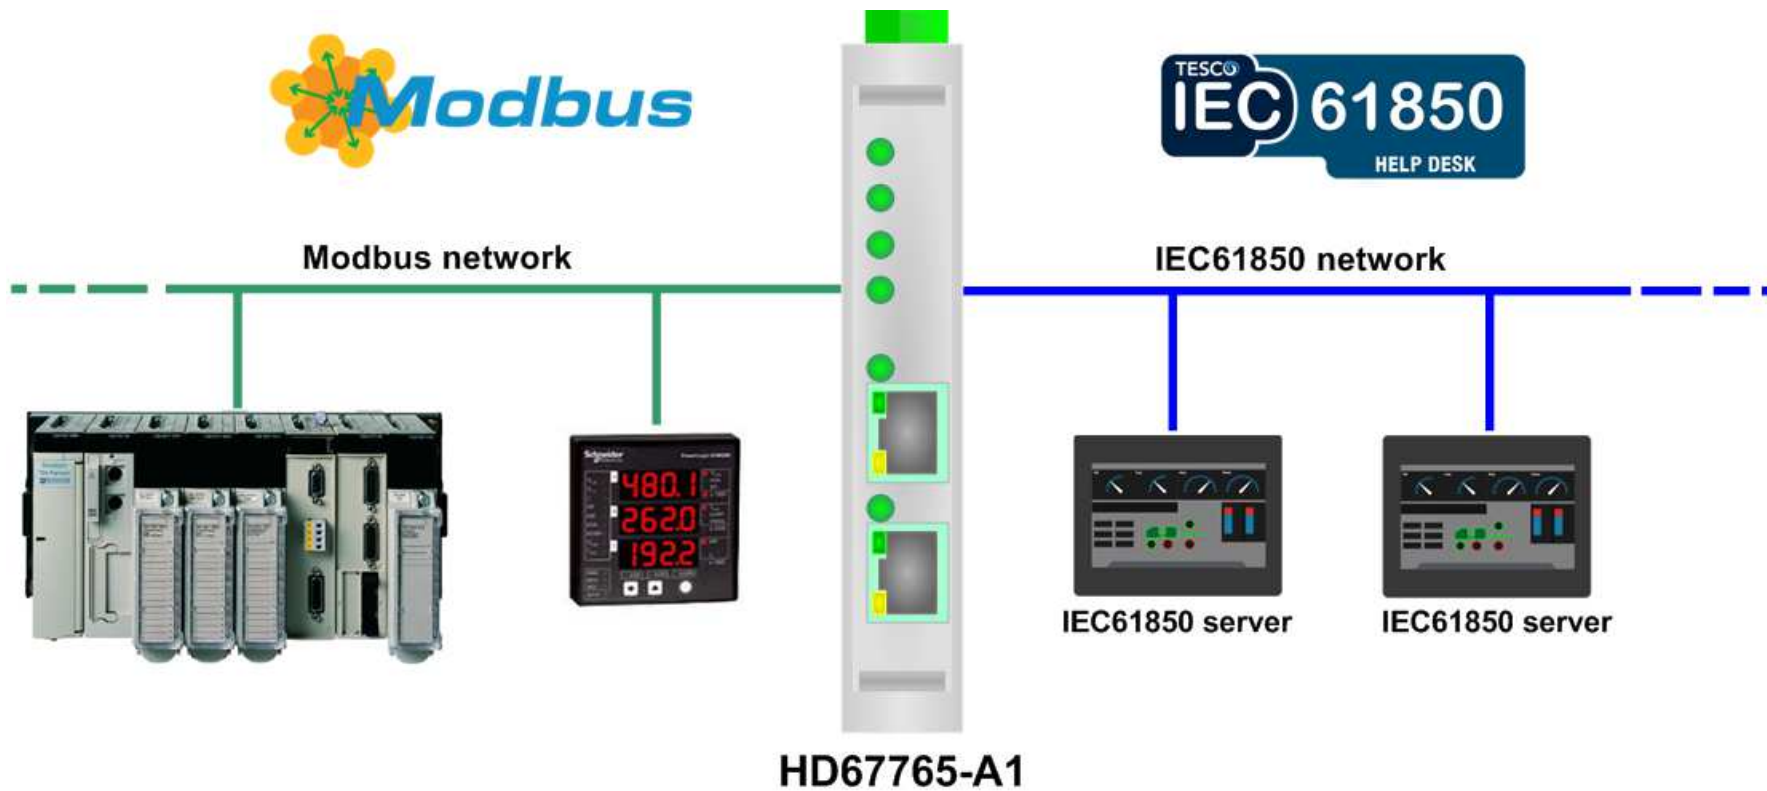 Modbus
TESCO
IEC 61850
HELP DESK
Modbus network
IEC61850 network
Schneider
480.1
262.0
192.2
IEC61850 server
IEC61850 server
HD67765-A1